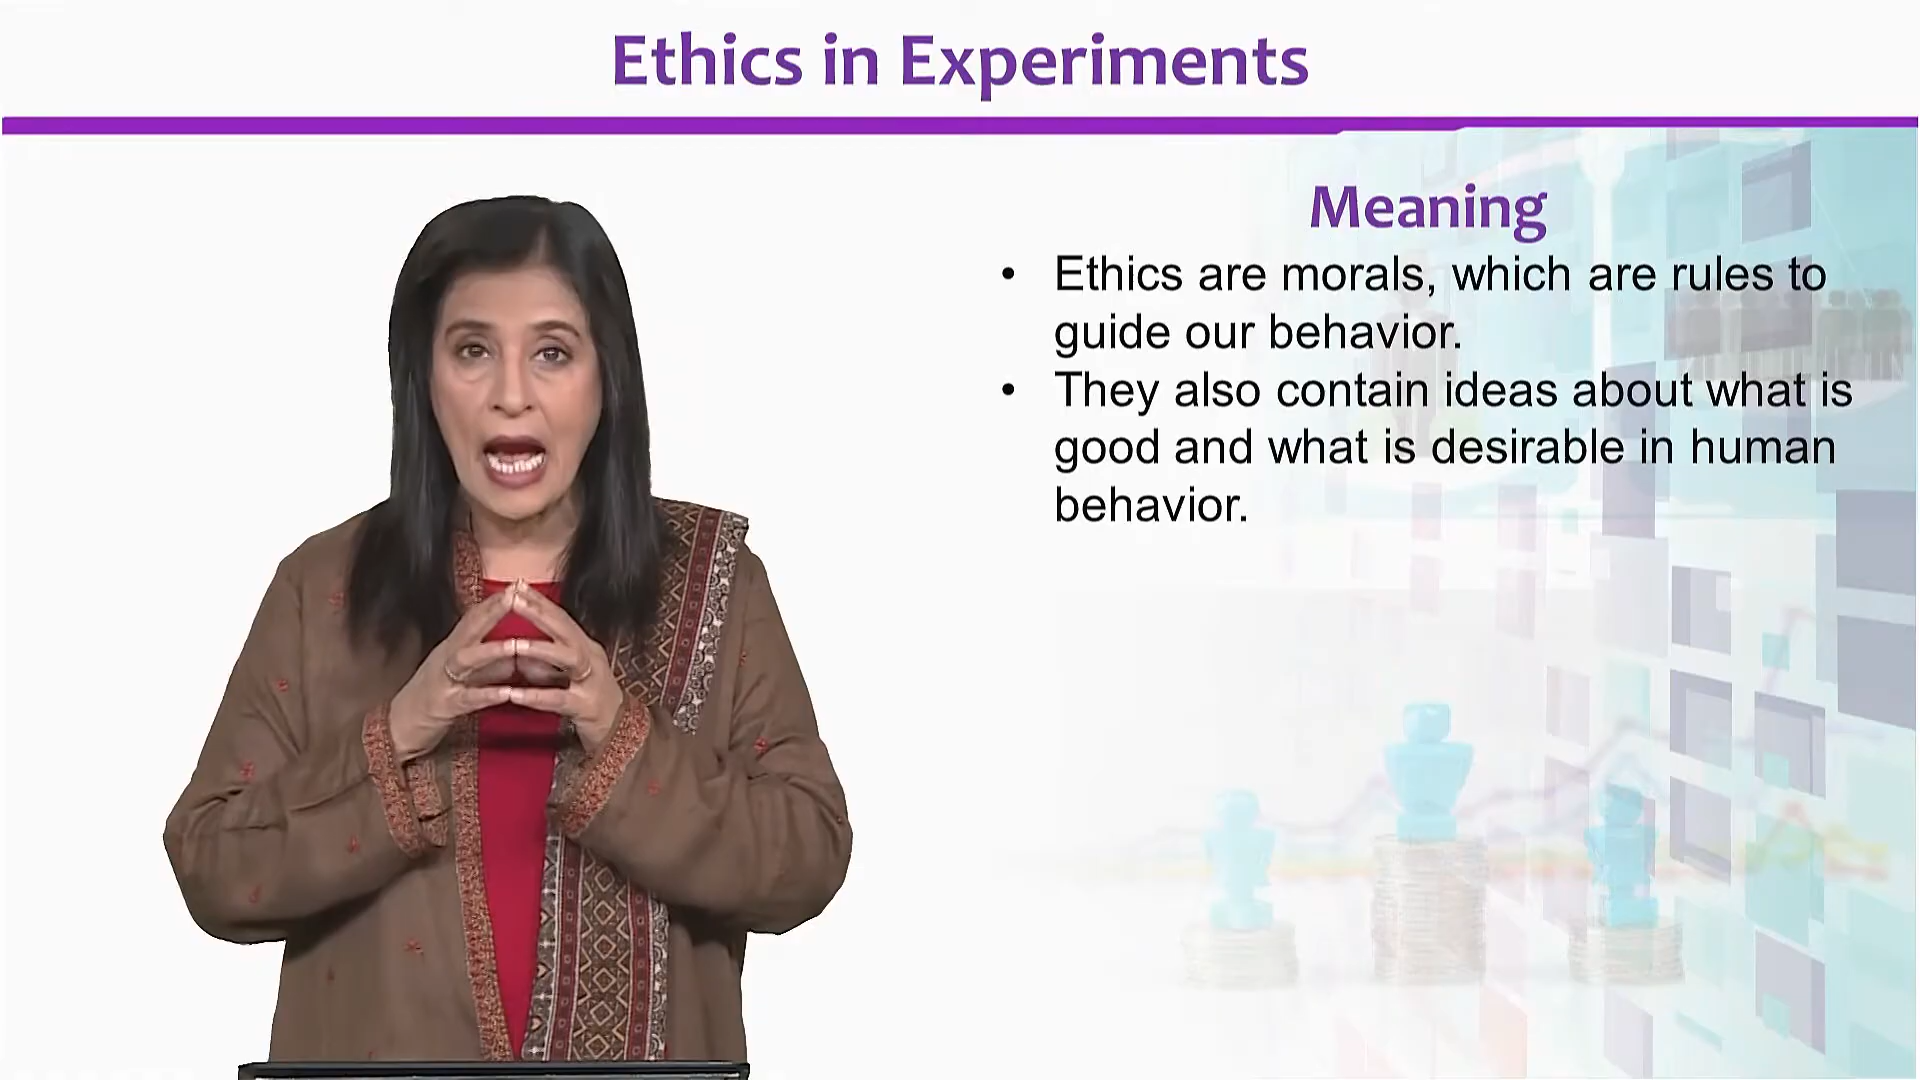 Ethics in Experiments
Meaning
• Ethics are morals, which are rules to
guide our behavior.
• They also contain ideas about what is
good and what is desirable in human
behavior.